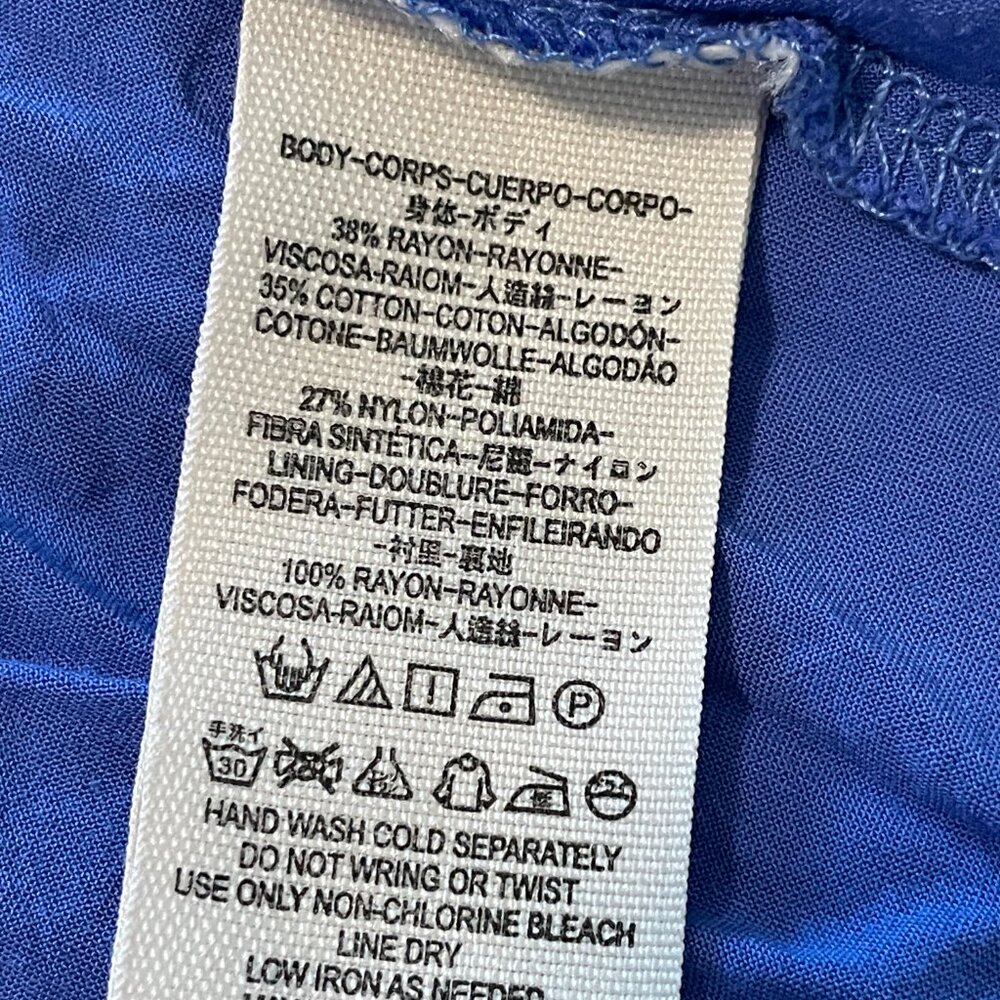 BODY-CORPS-CUERPO-CORPO-
身体-ボディ
38% RAYON-RAYONNE-
VISCOSA-RAIOM-人造絲-レーヨン
35% COTTON-COTON-ALGODÓN-
COTONE-BAUMWOLLE-ALGODÃO
-棉花-綿
27% NYLON-POLIAMIDA-
FIBRA SINTÉTICA-尼龍-ナイロン
LINING-DOUBLURE-FORRO-
FODERA-FUTTER-ENFILEIRANDO
-衬里-裏地
100% RAYON-RAYONNE-
VISCOSA-RAIOM-人造絲-レーヨン
P
手洗イ
30
HAND WASH COLD SEPARATELY
DO NOT WRING OR TWIST
USE ONLY NON-CHLORINE BLEACH
LINE DRY
LOW IRON AS NEEDED